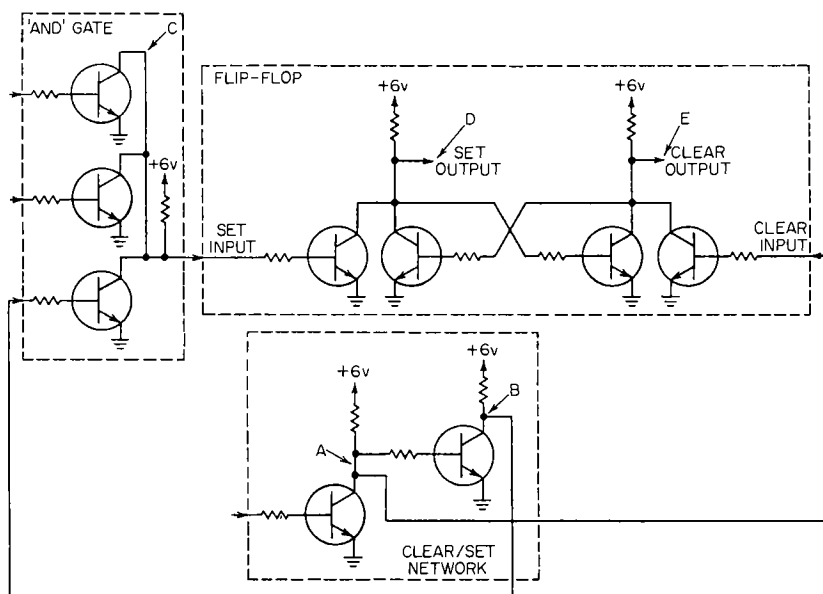 'AND' GATE
C
+6v
FLIP-FLOP
+6v
D
SET
OUTPUT
+6v
E
CLEAR
OUTPUT
SET
INPUT
CLEAR
INPUT
+6v
+6v
B
A
CLEAR/SET
NETWORK